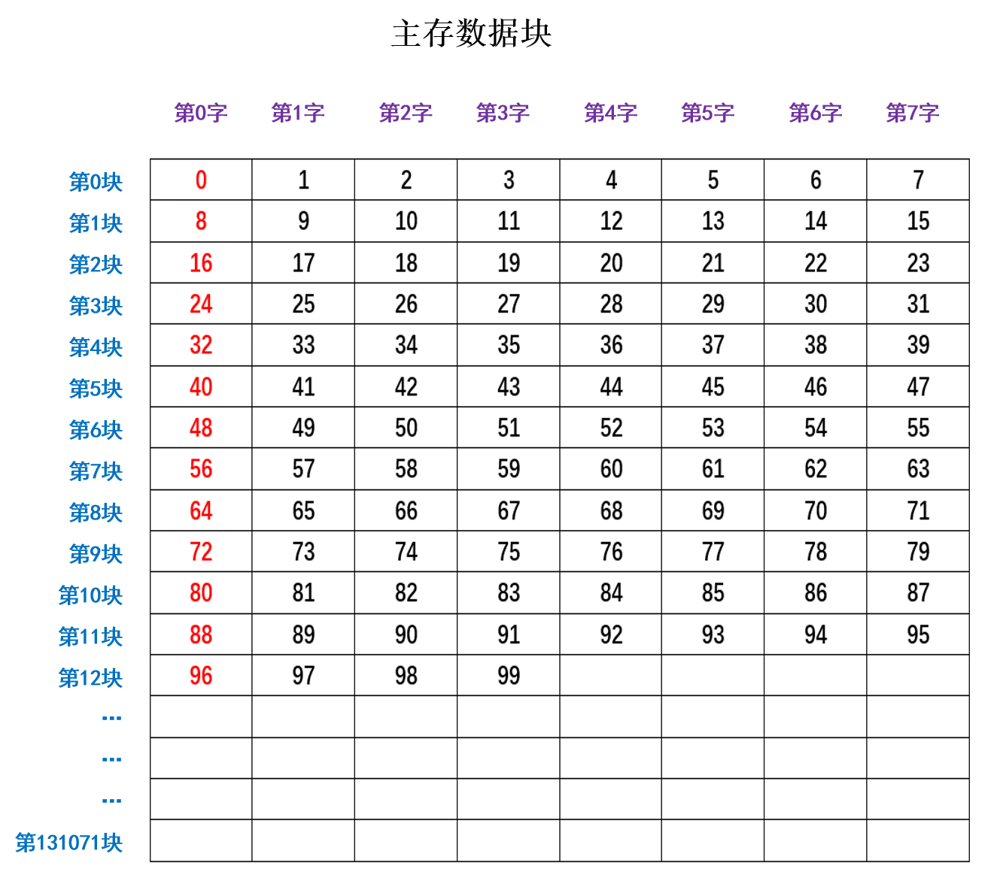 主存数据块
第0字 第1字 第2字 第3字 第4字 第5字 第6字 第7字
第0块 0 1 2 3 4 5 6 7
第1块 8 9 10 11 12 13 14 15
第2块 16 17 18 19 20 21 22 23
第3块 24 25 26 27 28 29 30 31
第4块 32 33 34 35 36 37 38 39
第5块 40 41 42 43 44 45 46 47
第6块 48 49 50 51 52 53 54 55
第7块 56 57 58 59 60 61 62 63
第8块 64 65 66 67 68 69 70 71
第9块 72 73 74 75 76 77 78 79
第10块 80 81 82 83 84 85 86 87
第11块 88 89 90 91 92 93 94 95
第12块 96 97 98 99
...
...
...
第131071块